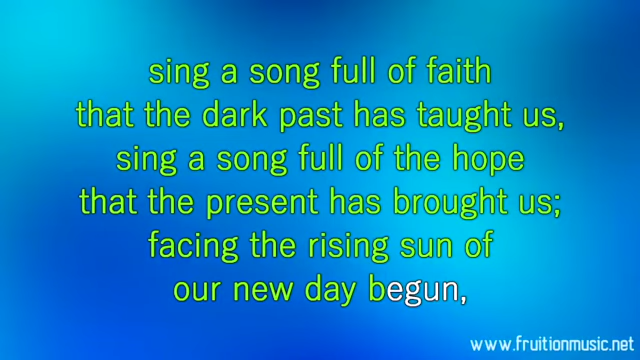 sing a song full of faith
that the dark past has taught us,
sing a song full of the hope
that the present has brought us;
facing the rising sun of
our new day begun,
www.fruitionmusic.net